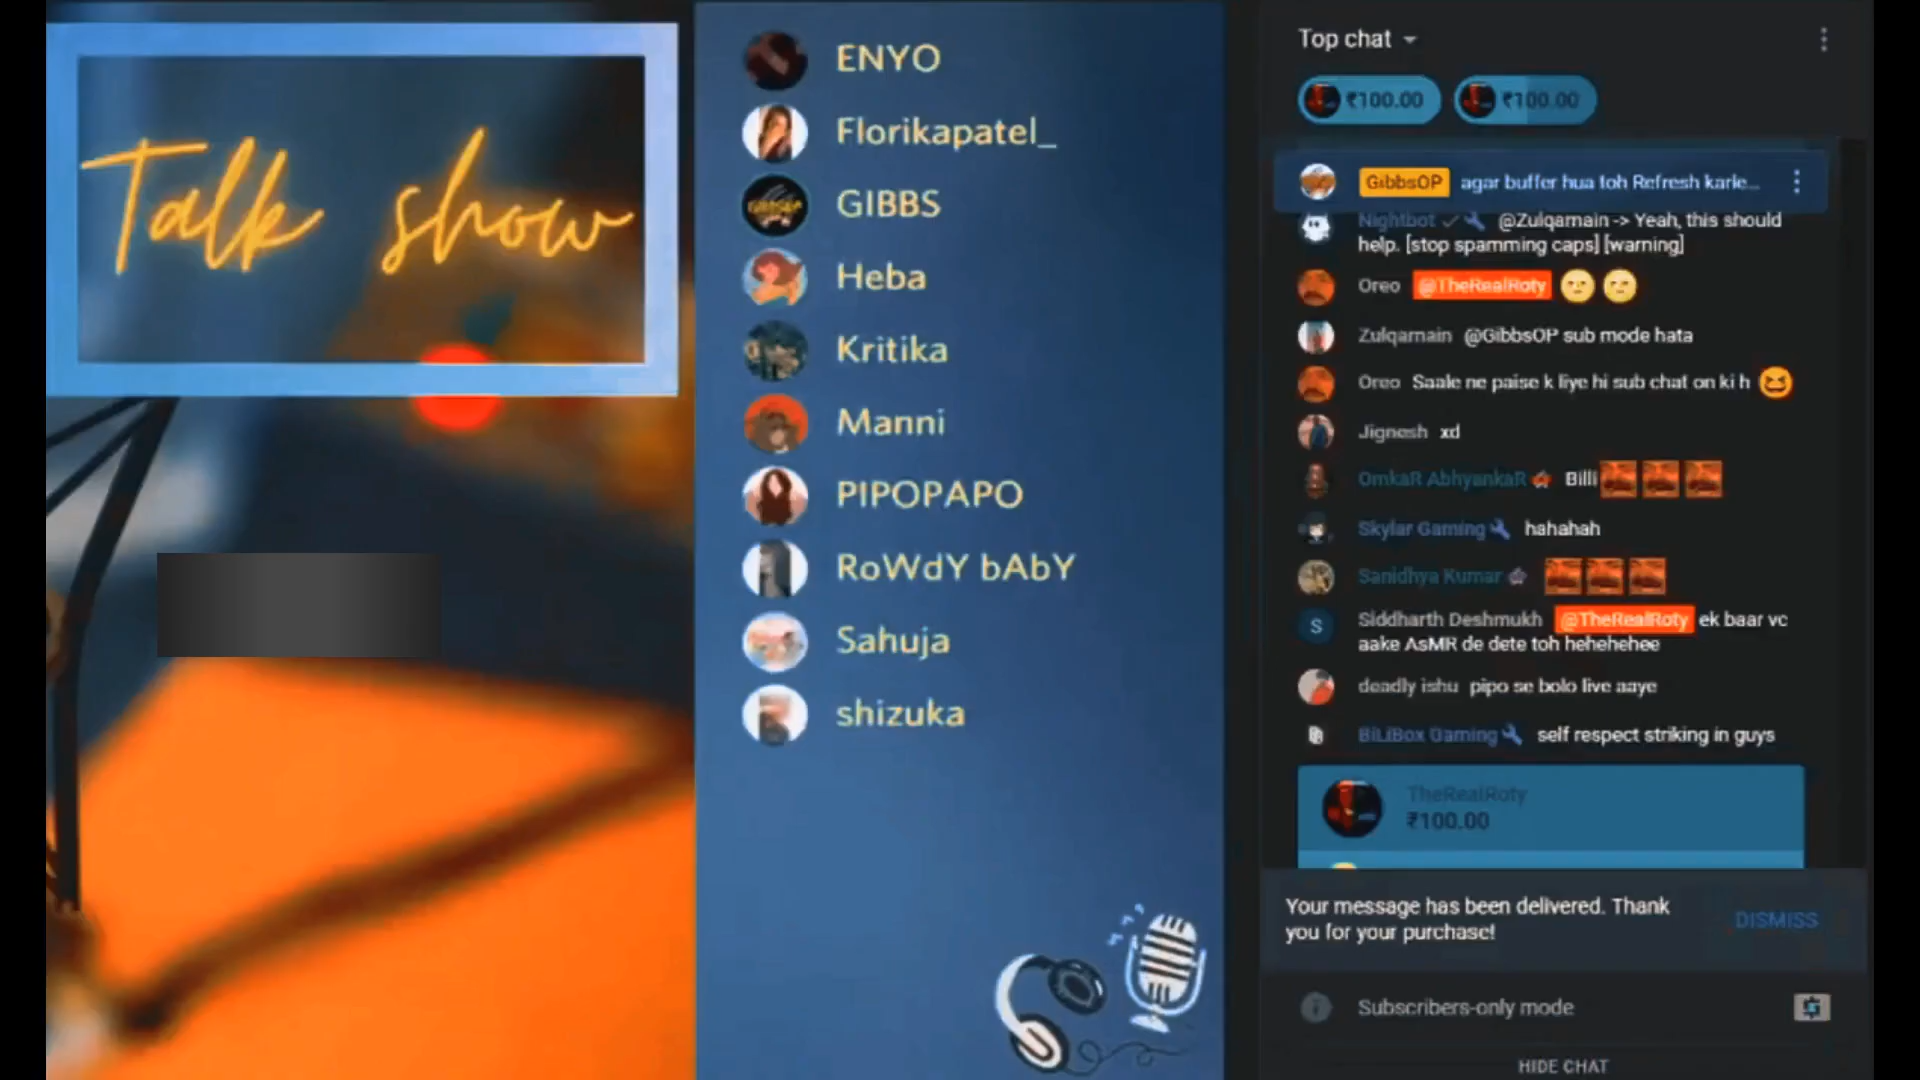 Talk show
ENYO
Florikapatel_
GIBBS
Heba
Kritika
Manni
PIPOPAPO
RoWdY bAbY
Sahuja
shizuka
Top chat
₹100.00 ₹100.00
GibbsOP agar buffer hua toh Refresh karle...
Nightbot @Zulqarnain -> Yeah, this should
help. [stop spamming caps] [warning]
Oreo @TheRealRoty
Zulqarnain @GibbsOP sub mode hata
Oreo Saale ne paise k liye hi sub chat on ki h
Jignesh xd
OmkaR AbhyankaR Billi
Skylar Gaming hahahah
Sanidhya Kumar
S Siddharth Deshmukh @TheRealRoty ek baar vc
aake AsMR de dete toh hehehehee
deadly ishu pipo se bolo live aaye
BiLiBox Gaming self respect striking in guys
TheRealRoty
₹100.00
Your message has been delivered. Thank
you for your purchase!
DISMISS
Subscribers-only mode
HIDE CHAT